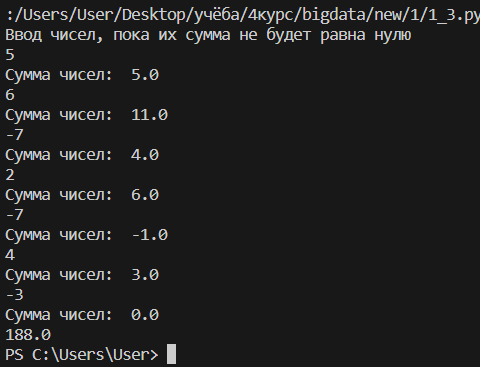 :/Users/User/Desktop/учёба/4курс/bigdata/new/1/1_3.py
Ввод чисел, пока их сумма не будет равна нулю
5
Сумма чисел:  5.0
6
Сумма чисел:  11.0
-7
Сумма чисел:  4.0
2
Сумма чисел:  6.0
-7
Сумма чисел:  -1.0
4
Сумма чисел:  3.0
-3
Сумма чисел:  0.0
188.0
PS C:\Users\User>